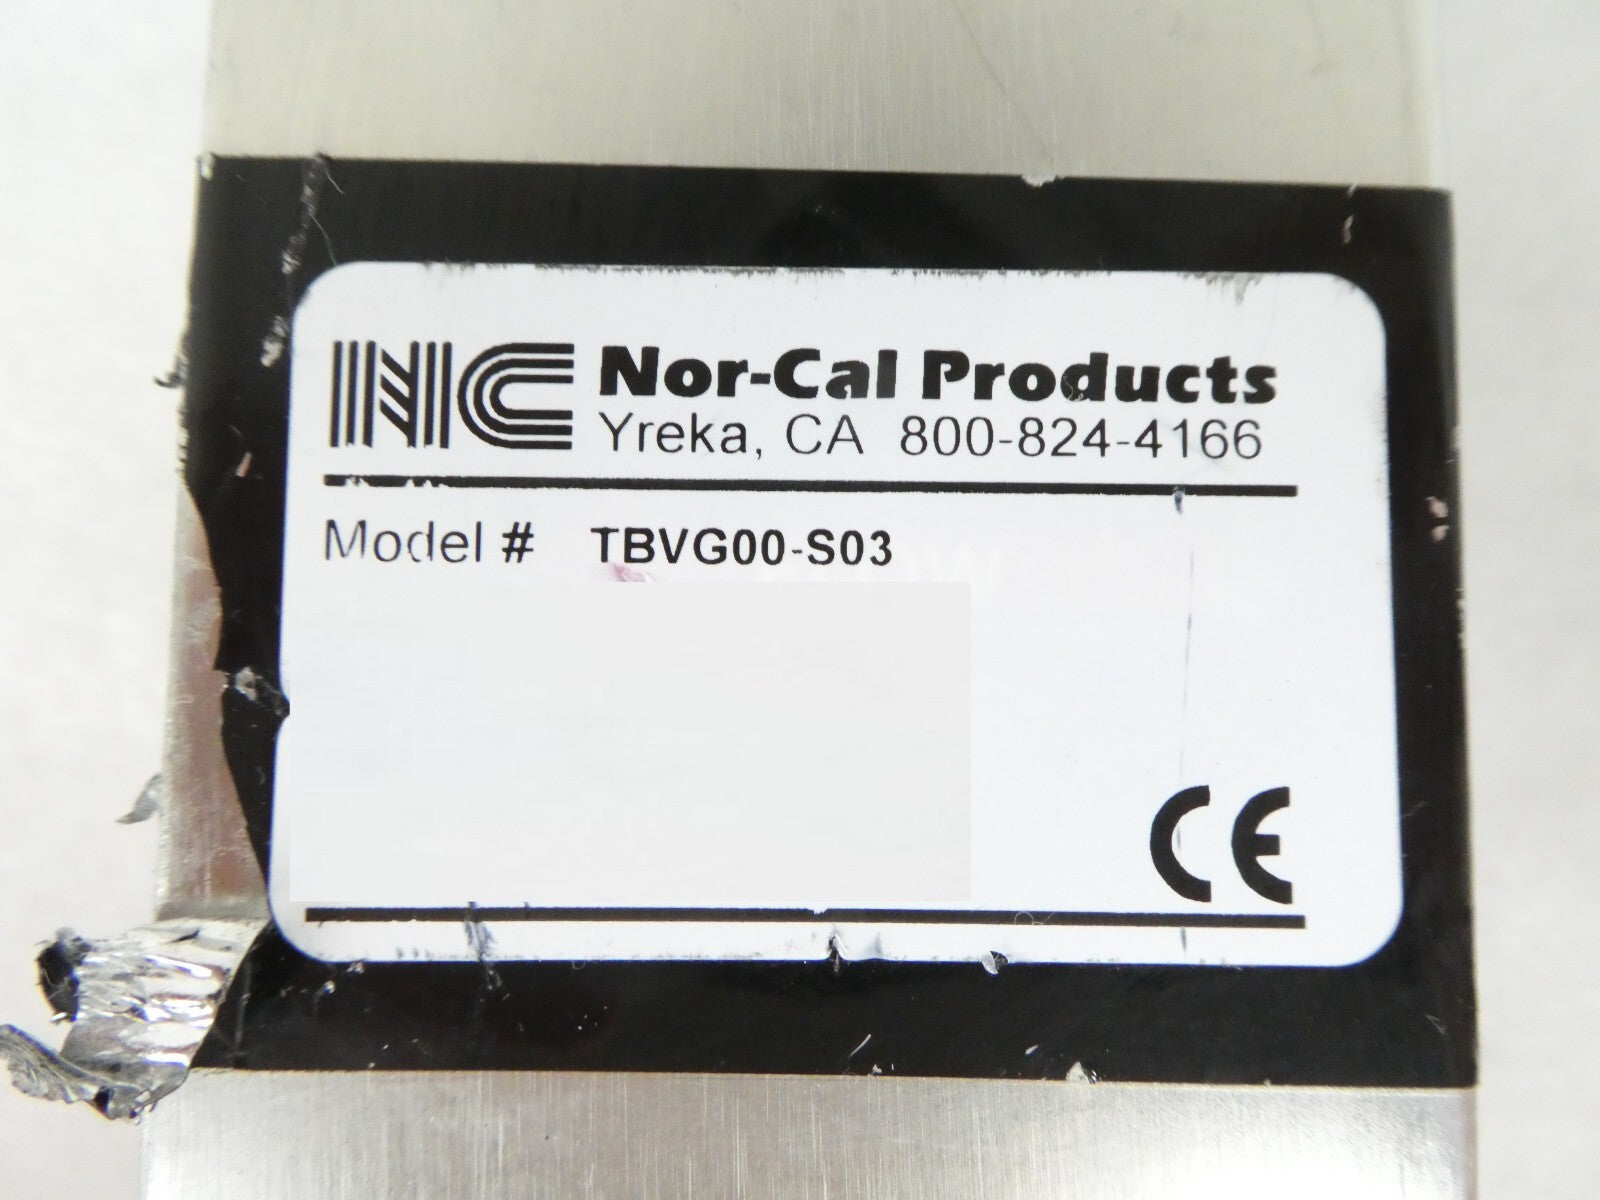 NC Nor-Cal Products
Yreka, CA 800-824-4166
Model # TBVG00-S03
CE